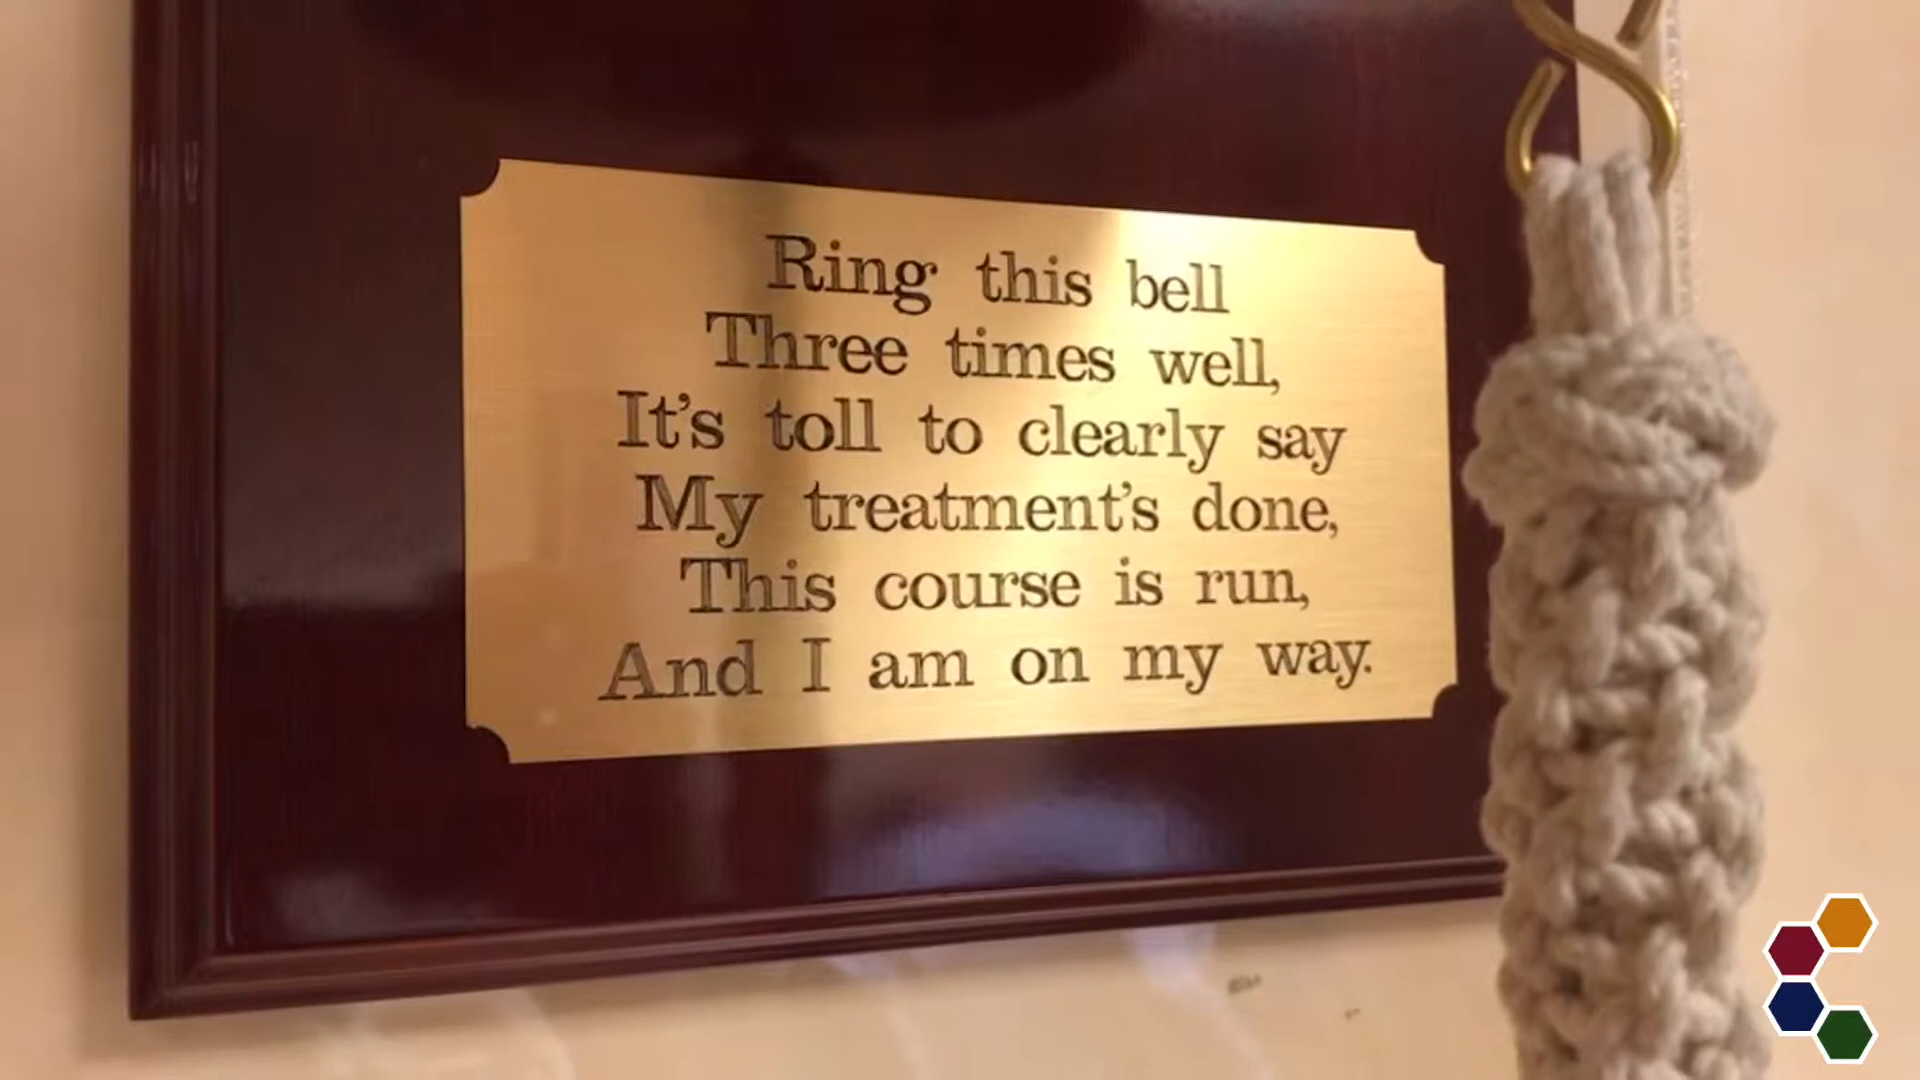 Ring this bell
Three times well,
It's toll to clearly say
My treatment's done,
This course is run,
And I am on my way.